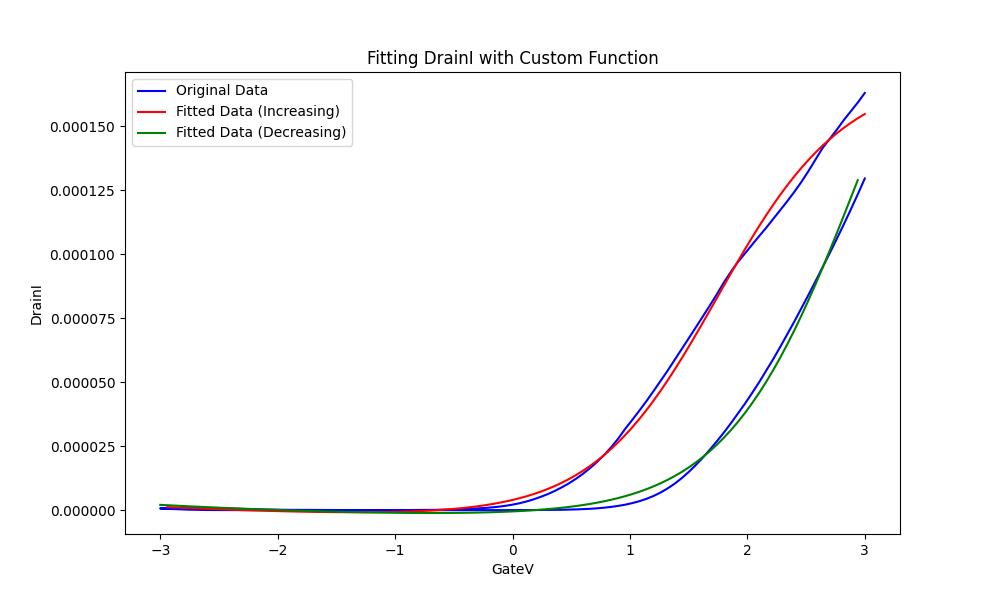 Fitting DrainI with Custom Function
Original Data
Fitted Data (Increasing)
Fitted Data (Decreasing)
0.000150
0.000125
0.000100
0.000075
0.000050
0.000025
0.000000
DrainI
−3
−2
−1
0
1
2
3
GateV